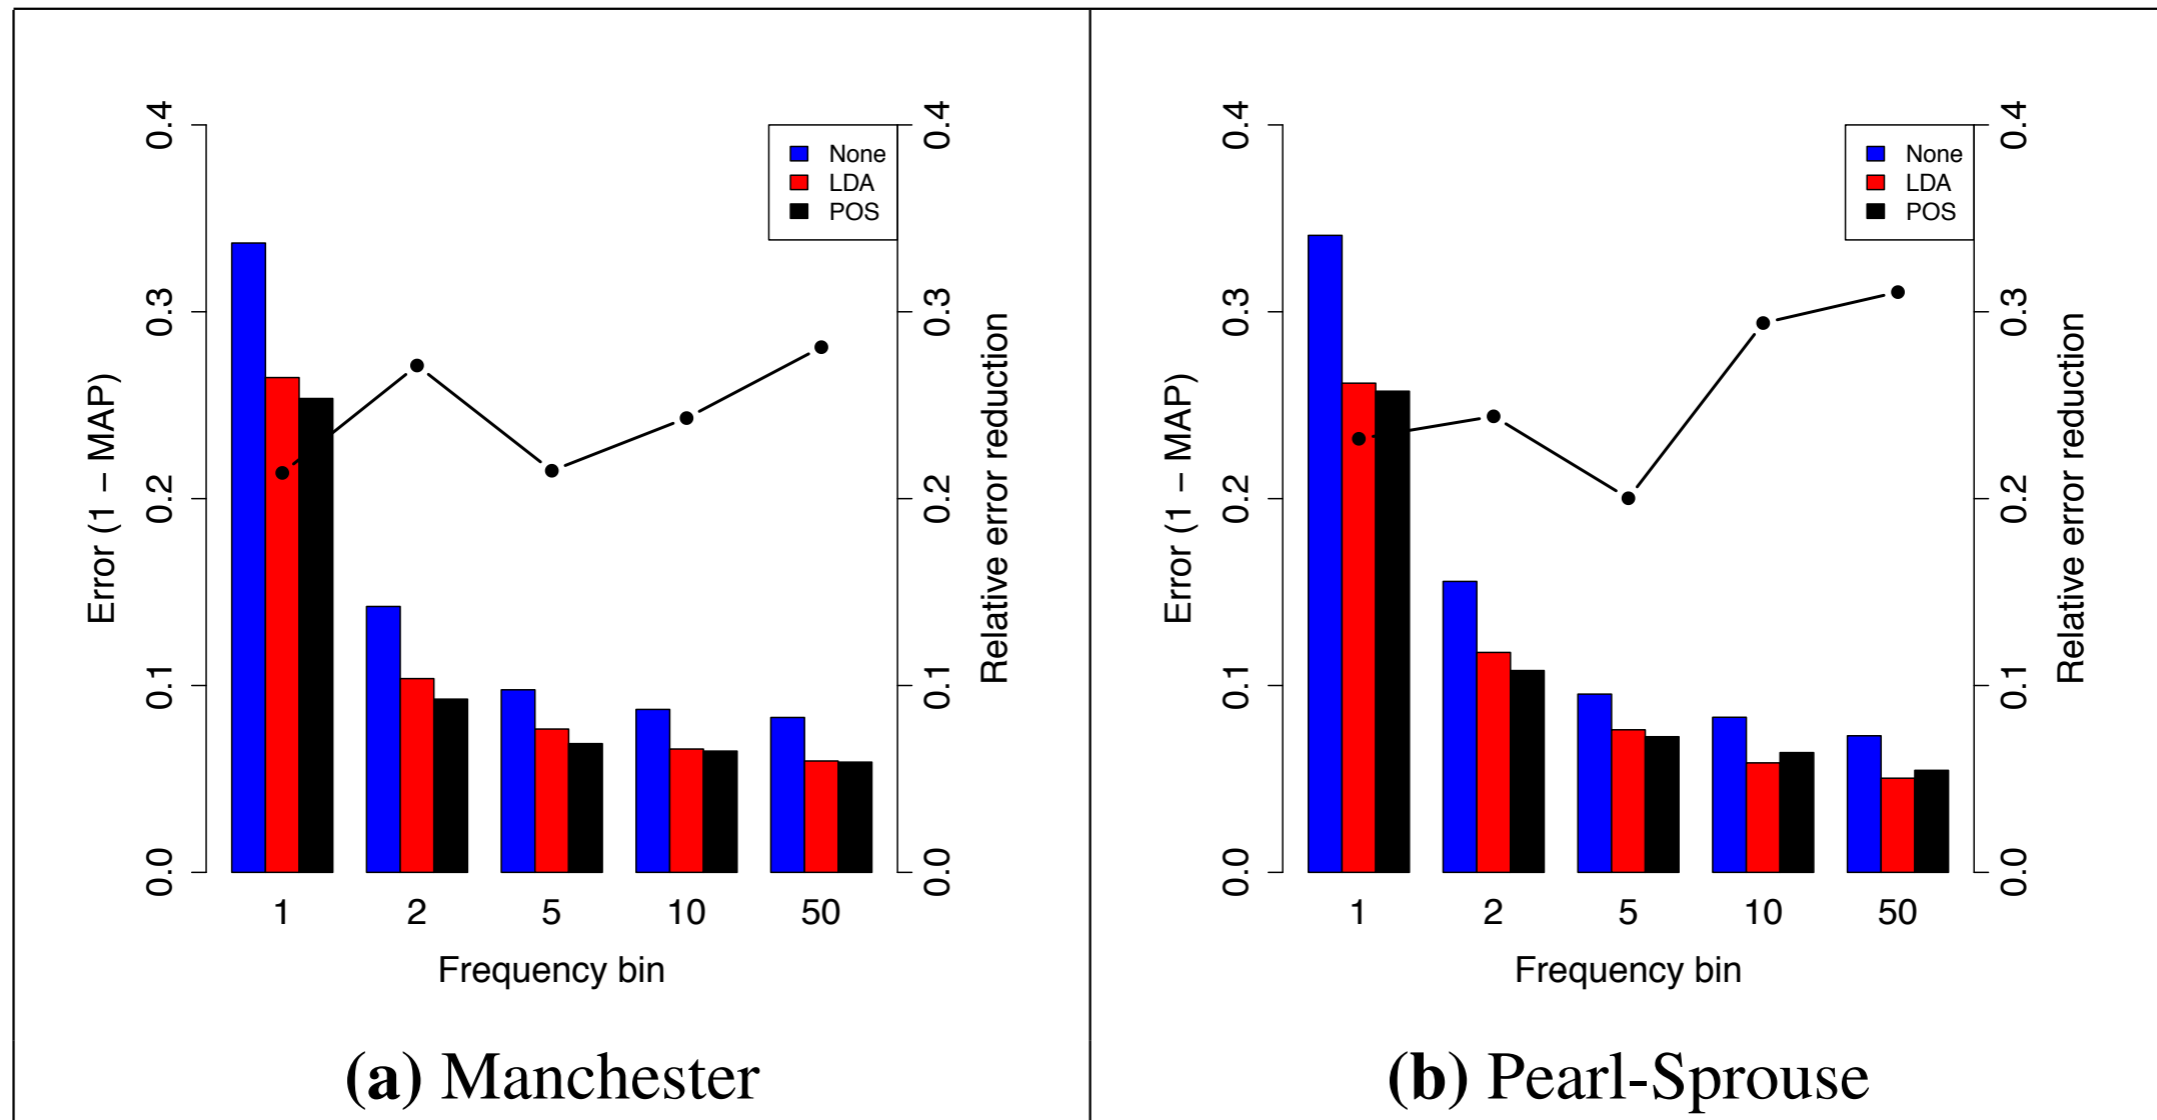 0.0 0.1 0.2 0.3 0.4
Error (1 − MAP)
0.0 0.1 0.2 0.3 0.4
Relative error reduction
None
LDA
POS
1 2 5 10 50
Frequency bin
(a) Manchester
0.0 0.1 0.2 0.3 0.4
Error (1 − MAP)
0.0 0.1 0.2 0.3 0.4
Relative error reduction
None
LDA
POS
1 2 5 10 50
Frequency bin
(b) Pearl-Sprouse